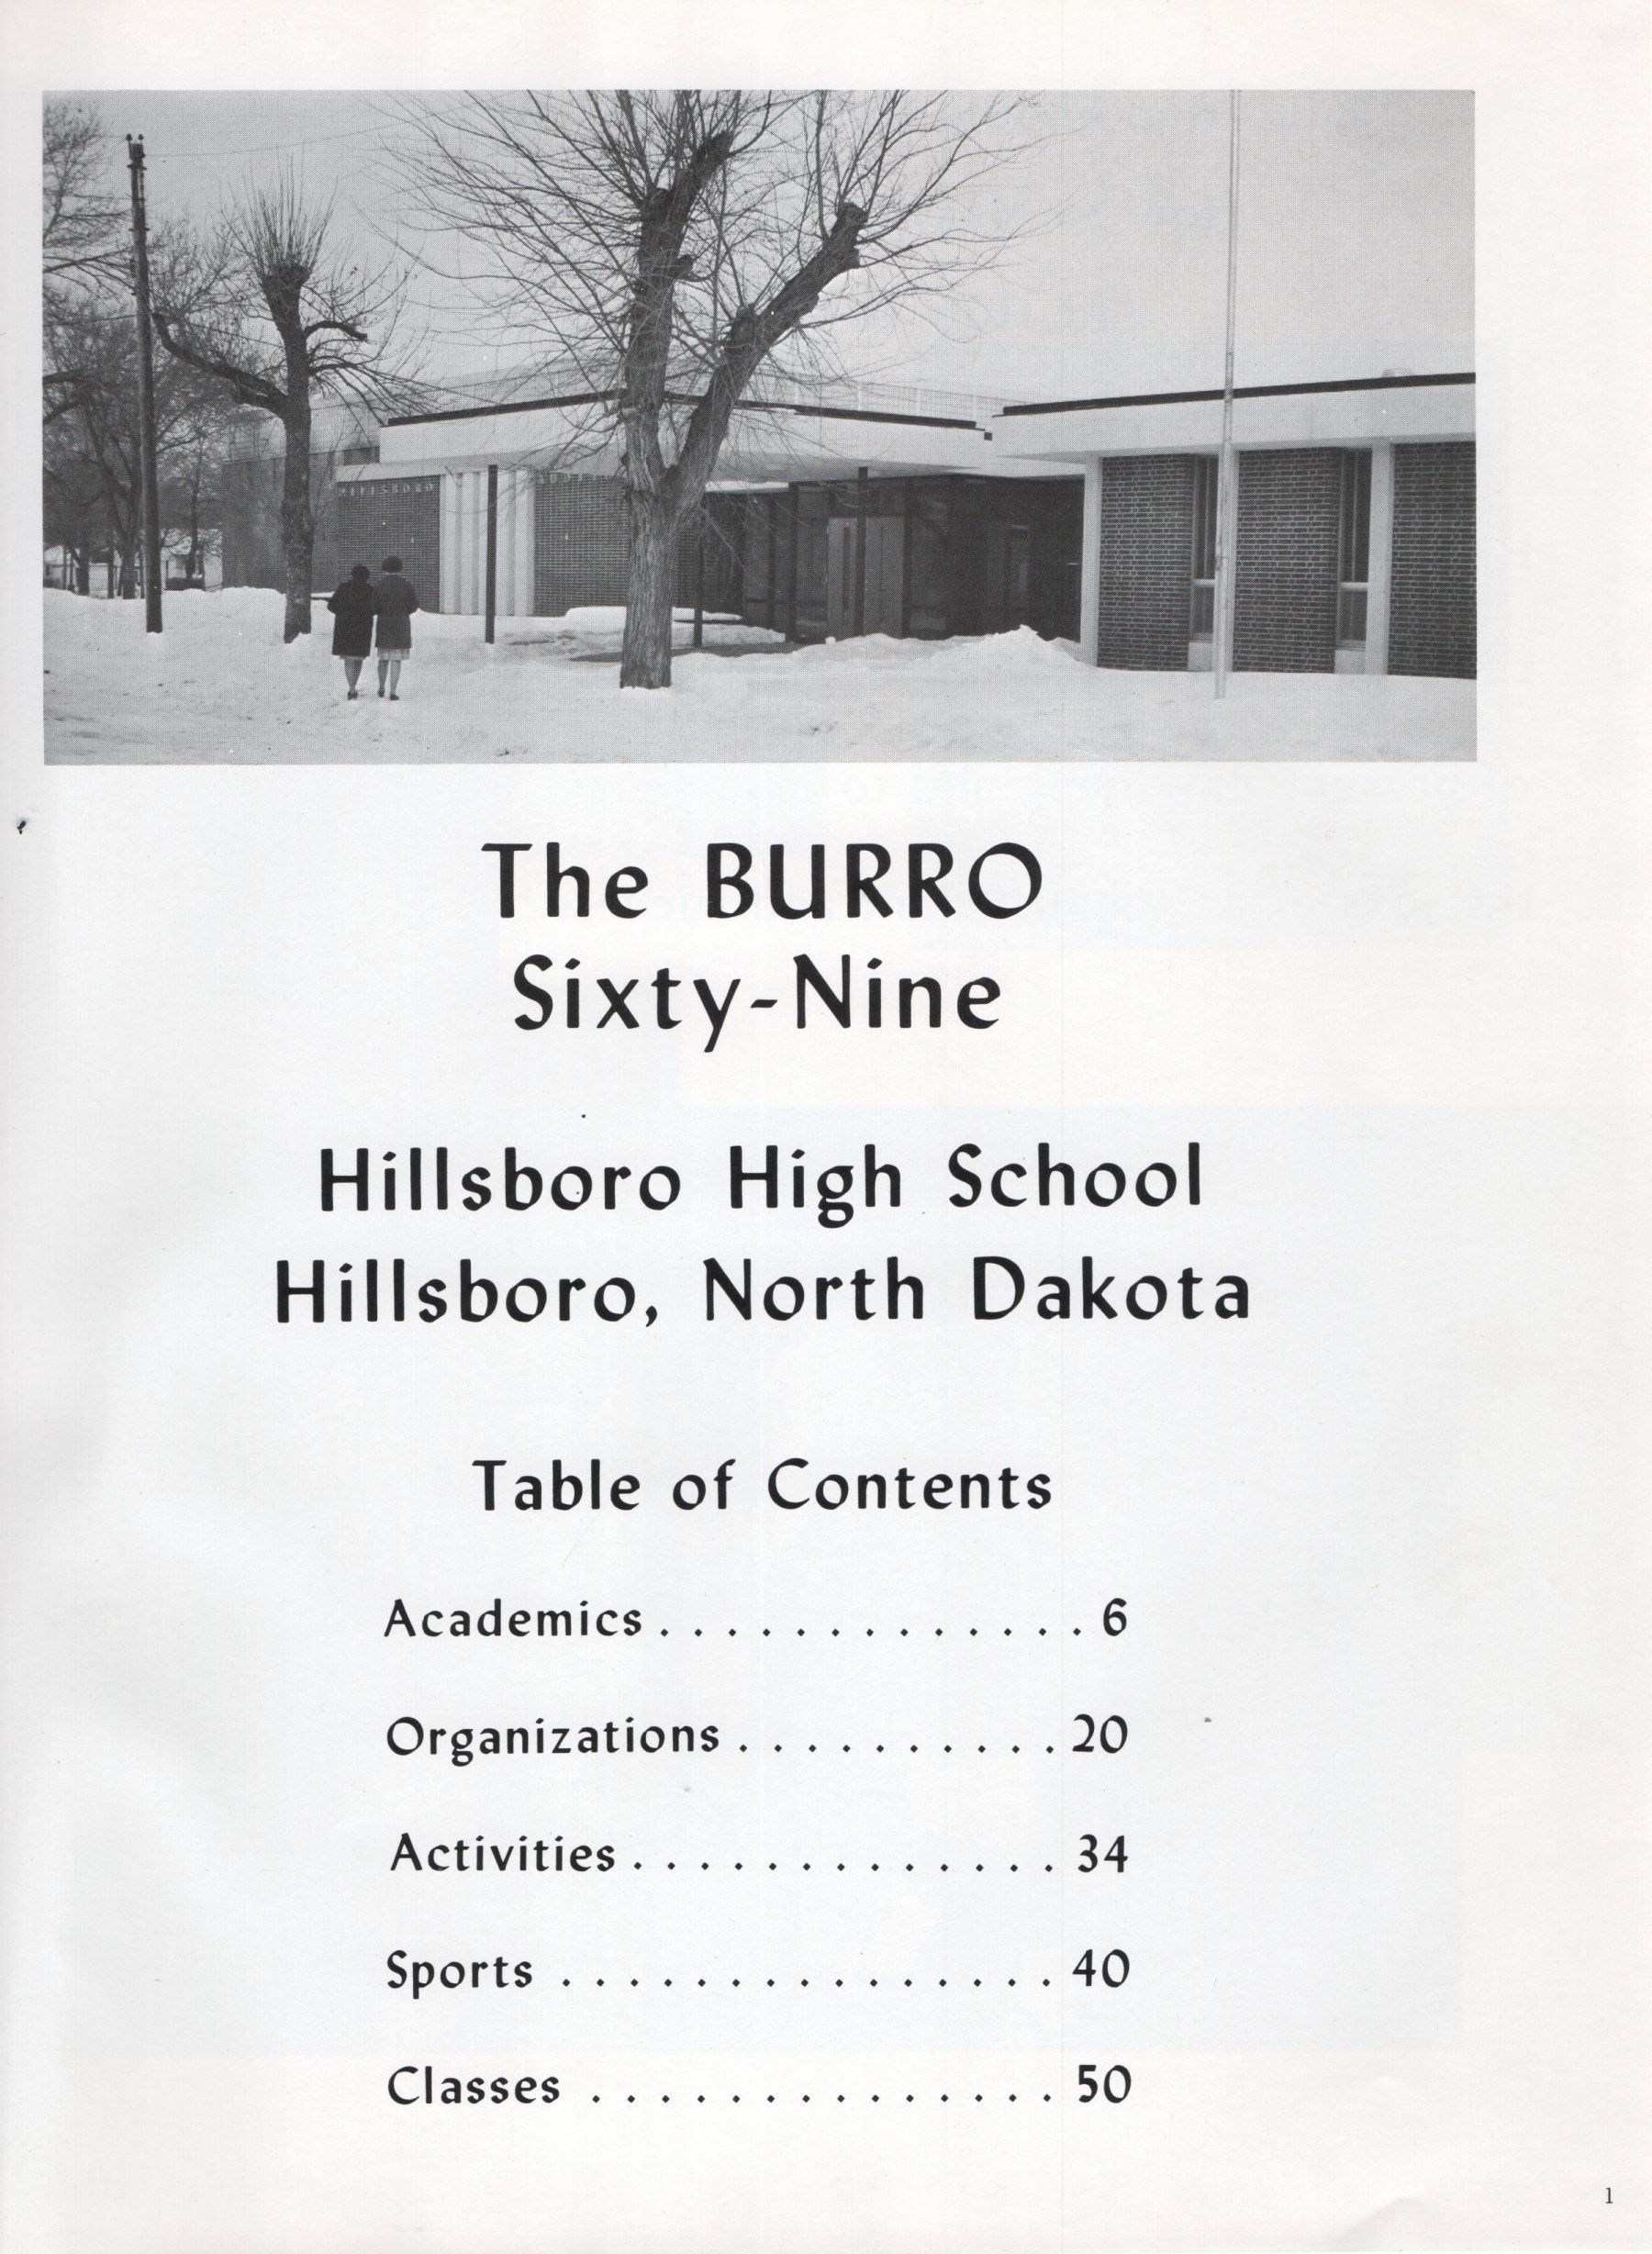 HILLSBORO
The BURRO
Sixty-Nine
Hillsboro High School
Hillsboro, North Dakota
Table of Contents
Academics . . . . . . . . . . . . . 6
Organizations . . . . . . . . . . 20
Activities . . . . . . . . . . . . . 34
Sports . . . . . . . . . . . . . . . 40
Classes . . . . . . . . . . . . . . 50
1